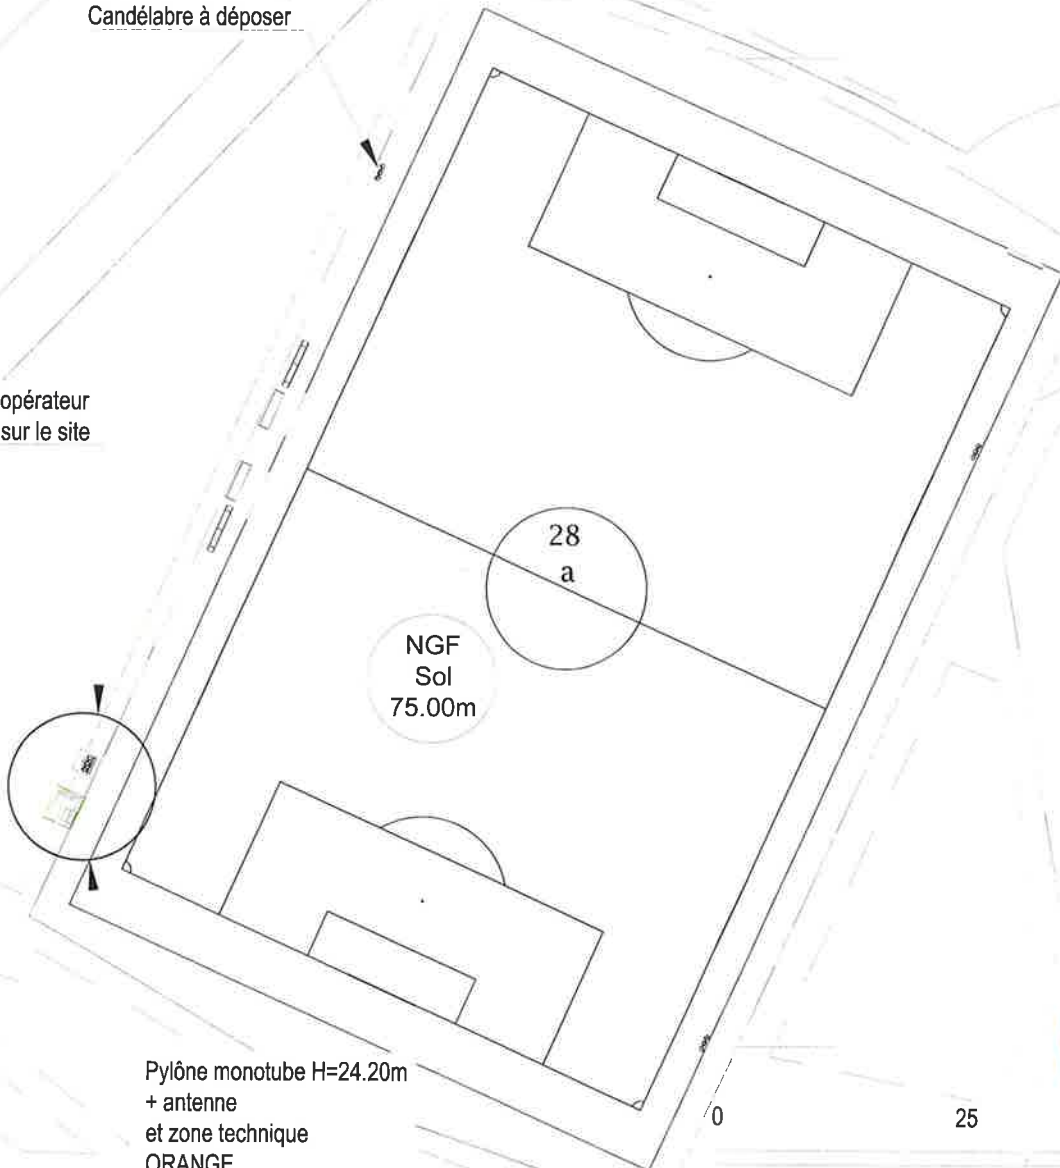 Candélabre à déposer
opérateur
sur le site
28
a
NGF
Sol
75.00m
Pylône monotube H=24.20m
+ antenne
et zone technique
ORANGE
0
25